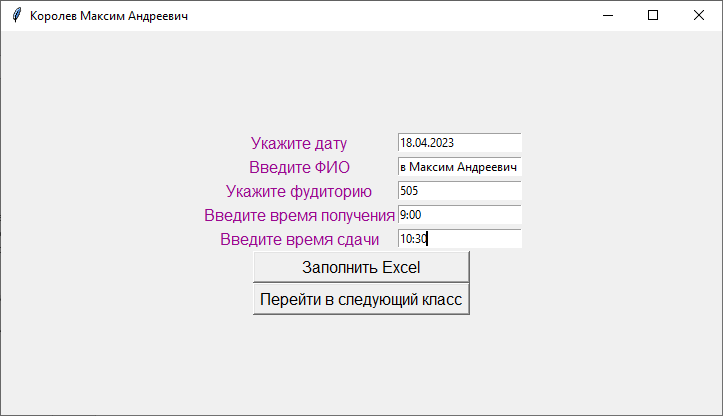 Королев Максим Андреевич
Укажите дату 18.04.2023
Введите ФИО в Максим Андреевич
Укажите фудиторию 505
Введите время получения 9:00
Введите время сдачи 10:30
Заполнить Excel
Перейти в следующий класс